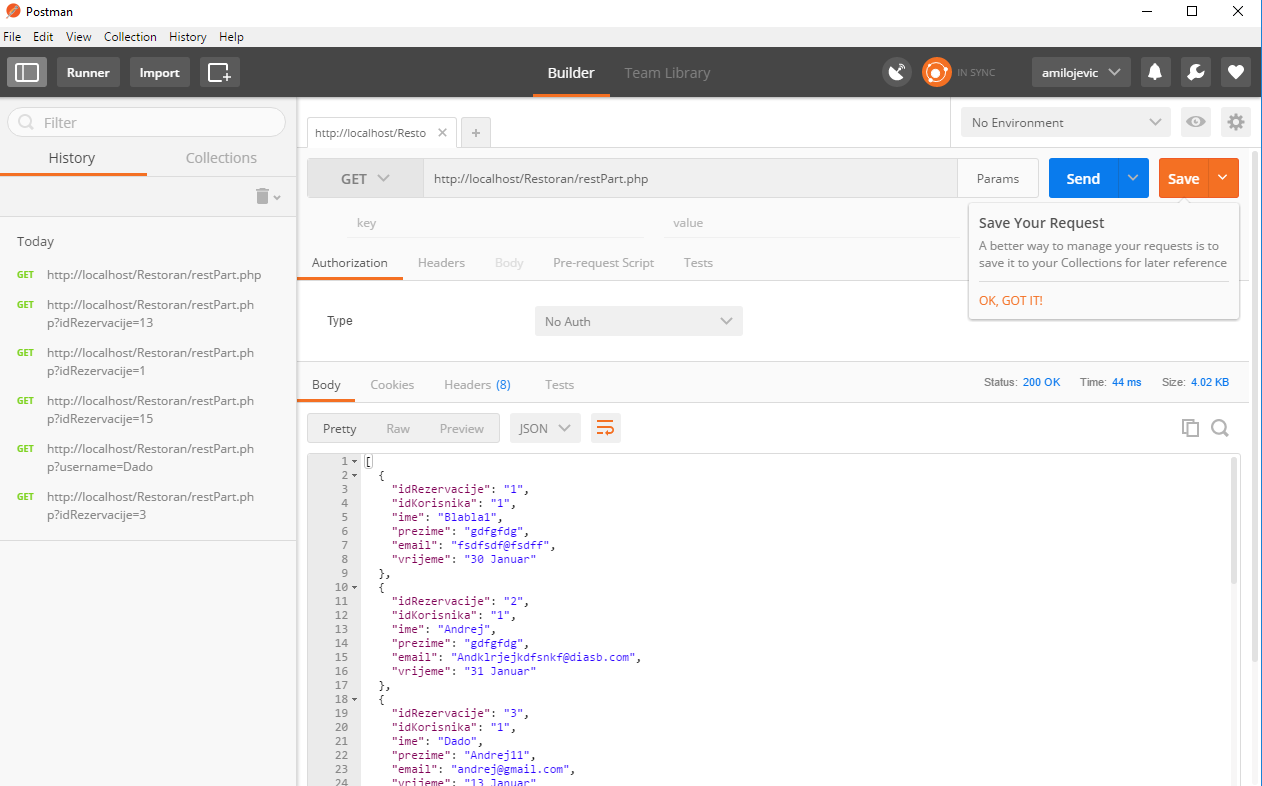 Postman
File Edit View Collection History Help
Runner Import Builder Team Library IN SYNC amilojevic
Filter
History Collections
Today
GET http://localhost/Restoran/restPart.php
GET http://localhost/Restoran/restPart.ph
p?idRezervacije=13
GET http://localhost/Restoran/restPart.ph
p?idRezervacije=1
GET http://localhost/Restoran/restPart.ph
p?idRezervacije=15
GET http://localhost/Restoran/restPart.ph
p?username=Dado
GET http://localhost/Restoran/restPart.ph
p?idRezervacije=3
http://localhost/Resto
No Environment
GET http://localhost/Restoran/restPart.php Params Send Save
key value
Save Your Request
A better way to manage your requests is to
save it to your Collections for later reference
OK, GOT IT!
Authorization Headers Body Pre-request Script Tests
Type No Auth
Body Cookies Headers (8) Tests Status: 200 OK Time: 44 ms Size: 4.02 KB
Pretty Raw Preview JSON
1 [
2 {
3 "idRezervacije": "1",
4 "idKorisnika": "1",
5 "ime": "Blabla1",
6 "prezime": "gdfgfdg",
7 "email": "fsdfsdf@fsdff",
8 "vrijeme": "30 Januar"
9 },
10 {
11 "idRezervacije": "2",
12 "idKorisnika": "1",
13 "ime": "Andrej",
14 "prezime": "gdfgfdg",
15 "email": "Andklrjejkdfsnkf@diasb.com",
16 "vrijeme": "31 Januar"
17 },
18 {
19 "idRezervacije": "3",
20 "idKorisnika": "1",
21 "ime": "Dado",
22 "prezime": "Andrej11",
23 "email": "andrej@gmail.com",
24 "vrijeme": "13 Januar"